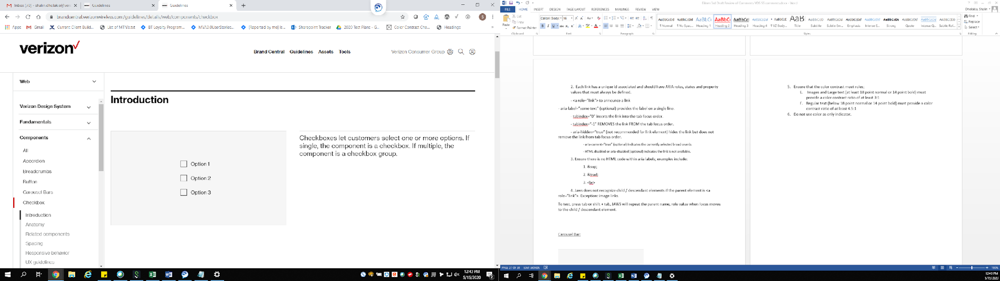 Inbox (70) - shalin.dholakia@veri
Guidelines
Guidelines
brandcentral.verizonwireless.com/guidelines/details/web/components/checkbox
Apps
Gmail
Current Client Build...
List of MTN's.txt
BT Loyalty Program...
MVA3.0UserStories...
[Reported by me] Is...
Sharepoint Tracker
2020 Test Plans - G...
Color Contrast Che...
Headings
verizon
Brand Central
Guidelines
Assets
Tools
Verizon Consumer Group
Web
Verizon Design System
Fundamentals
Components
All
Accordion
Breadcrumbs
Button
Carousel Bars
Checkbox
Introduction
Anatomy
Related components
Spacing
Responsive behavior
UX guidelines
Introduction
Option 1
Option 2
Option 3
Checkboxes let customers select one or more options. If
single, the component is a checkbox. If multiple, the
component is a checkbox group.
12:43 PM
5/15/2020
Eileen 3rd Draft Review of Comments VDS SS comments.docx - Word
FILE
HOME
INSERT
DESIGN
PAGE LAYOUT
REFERENCES
MAILINGS
REVIEW
VIEW
Dholakia, Shalin
Paste
Cut
Copy
Format Painter
Clipboard
Calibri (Body)
16
Font
Paragraph
AaBbCcDd
¶ Normal
¶ No Spac...
Heading 1
Heading 2
Heading 3
Heading 4
¶ VZ Body...
Title
Subtitle
Subtle Em...
Emphasis
Intense E...
Strong
Quote
Intense Q...
Subtle Ref...
Styles
Find
Replace
Select
Editing
2. Each link has a unique id associated and should have ARIA roles, states and property
values that must always be defined.
- <a role="link"> to announce a link
- aria-label="some text" (optional) provides the label on a single line.
tabindex="0" inserts the link into the tab focus order.
- tabindex="-1" REMOVES the link FROM the tab focus order.
- aria-hidden="true" (not recommended for link element) hides the link but does not
remove the link from tab focus order.
- aria-current="true" (optional) indicates the currently selected bread crumb.
- HTML disabled or aria-disabled (optional) indicates the link is not available.
3. Ensure there is no HTML code within aria labels; examples include:
1. &sup;
2. &trad;
3. <br>
4. Jaws does not recognize child / descendant elements if the parent element is <a
role="link">. Exception: image links.
To test, press tab or shift + tab, JAWS will repeat the parent name, role value when focus moves
to the child / descendant element.
Carousel Bar:
5. Ensure that the color contrast meet rules;
E. Images and Large text (at least 18 point normal or 14 point bold) must
provide a color contrast ratio of at least 3:1
F. Regular text (below 18 point normal or 14 point bold) must provide a color
contrast ratio of at least 4.5:1
6. Do not use color as only indicator.
PAGE 27 OF 30
6361 WORDS
100%
12:43 PM
5/15/2020